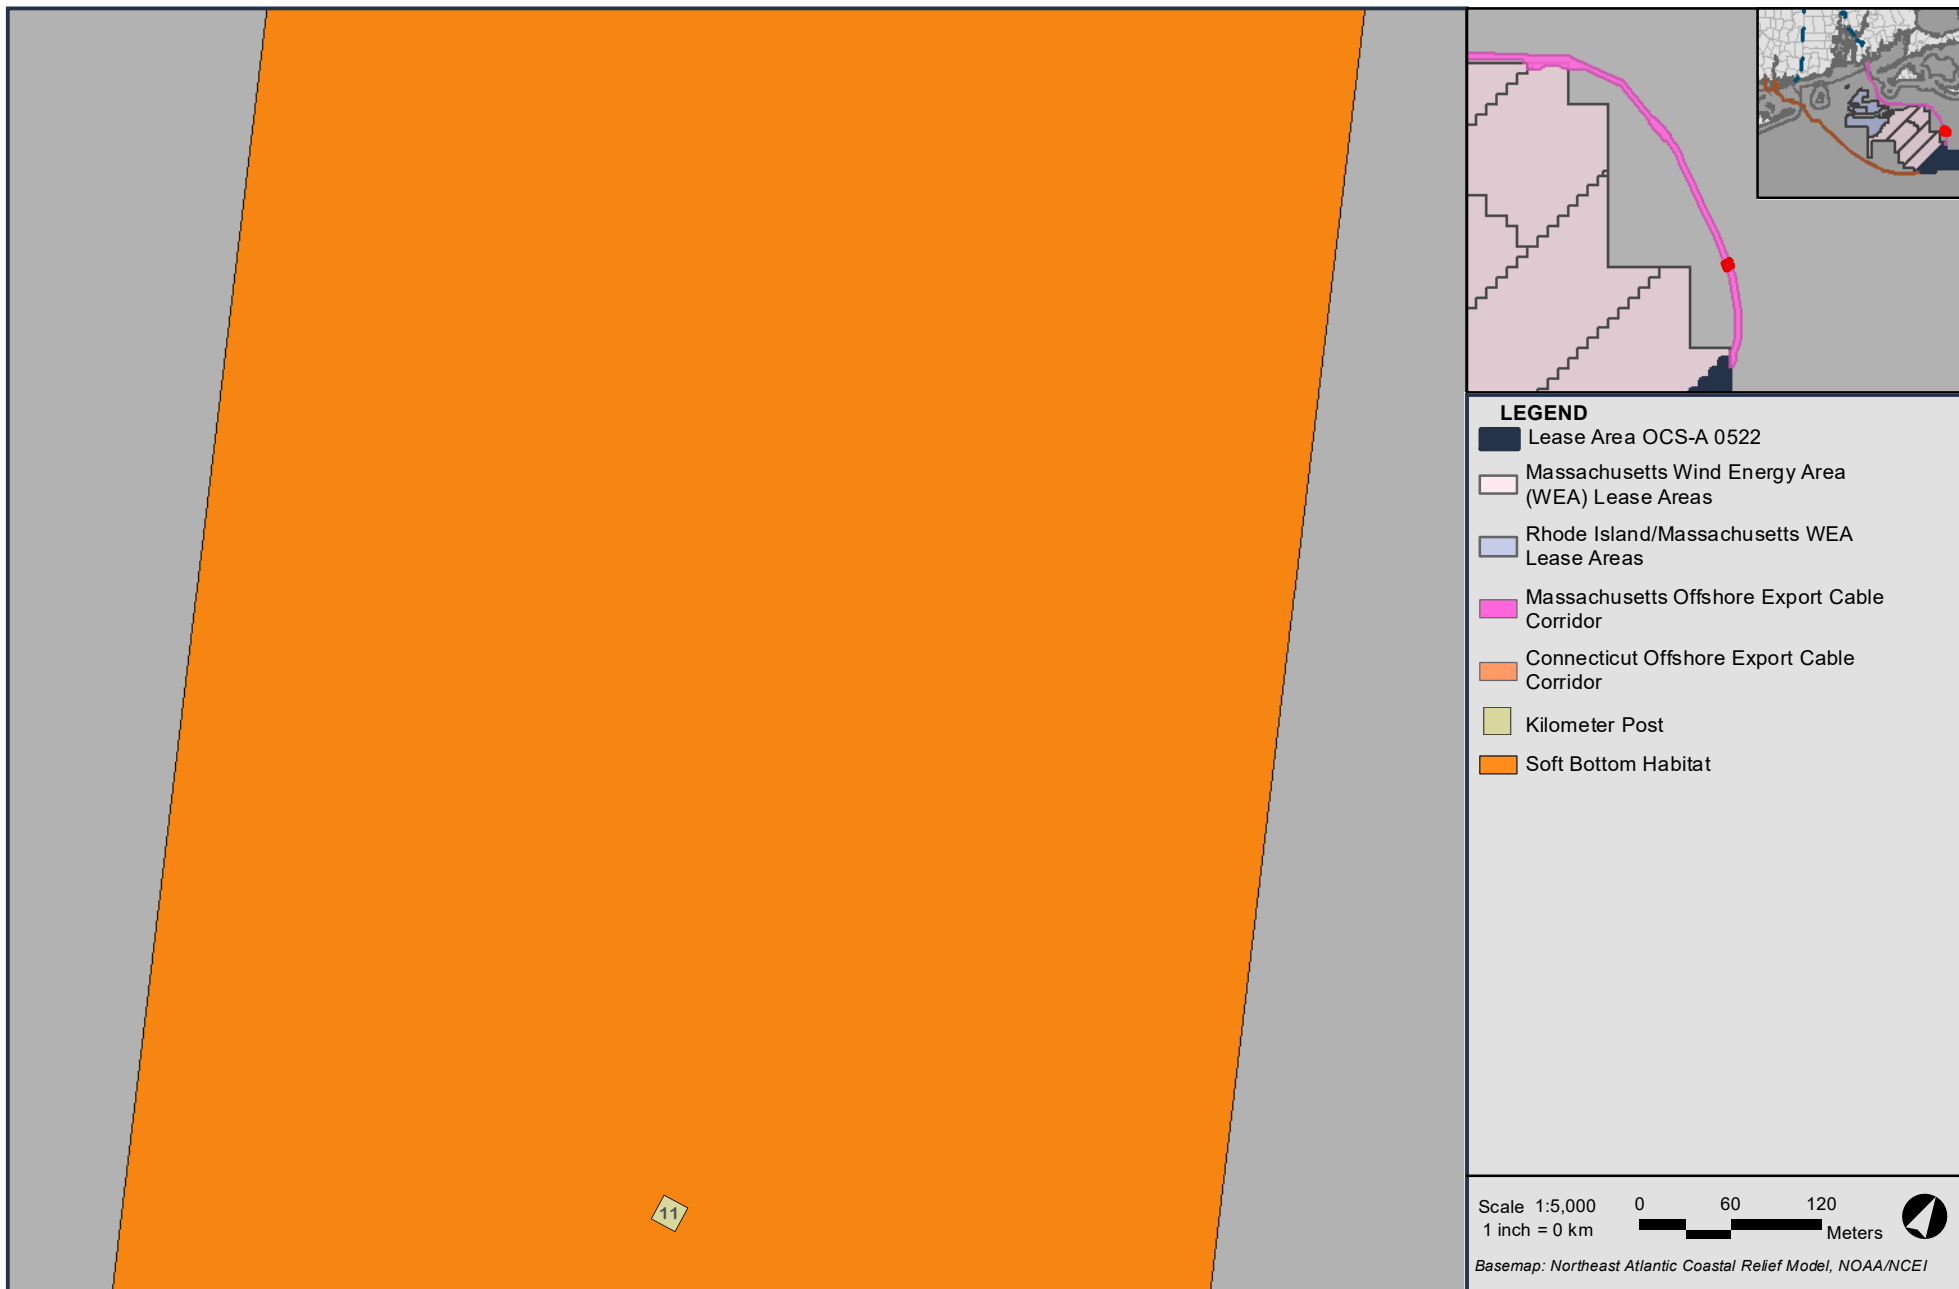 11
LEGEND
Lease Area OCS-A 0522
Massachusetts Wind Energy Area
(WEA) Lease Areas
Rhode Island/Massachusetts WEA
Lease Areas
Massachusetts Offshore Export Cable
Corridor
Connecticut Offshore Export Cable
Corridor
Kilometer Post
Soft Bottom Habitat
Scale 1:5,000
1 inch = 0 km
0 60 120
Meters
Basemap: Northeast Atlantic Coastal Relief Model, NOAA/NCEI